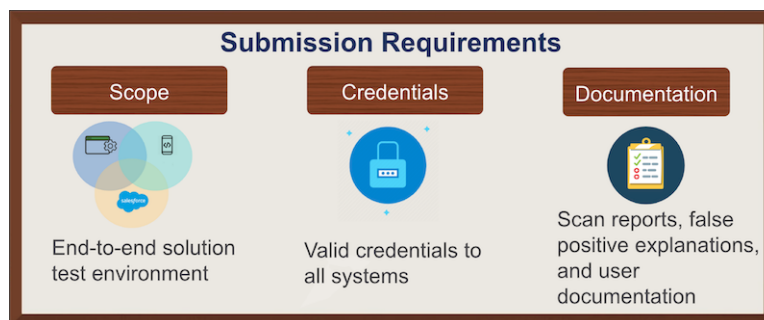 Submission Requirements
Scope
Credentials
Documentation
salesforce
End-to-end solution
test environment
Valid credentials to
all systems
Scan reports, false
positive explanations,
and user
documentation